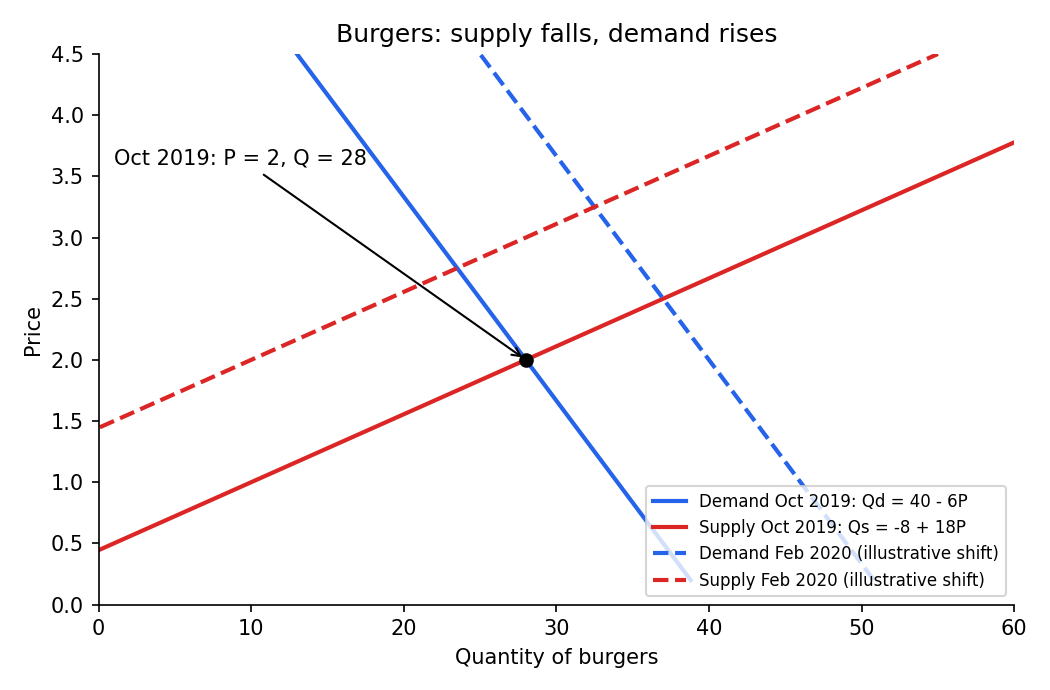 Burgers: supply falls, demand rises
4.5
4.0
3.5
3.0
2.5
2.0
1.5
1.0
0.5
0.0
Price
Oct 2019: P = 2, Q = 28
Demand Oct 2019: Qd = 40 - 6P
Supply Oct 2019: Qs = -8 + 18P
Demand Feb 2020 (illustrative shift)
Supply Feb 2020 (illustrative shift)
0 10 20 30 40 50 60
Quantity of burgers